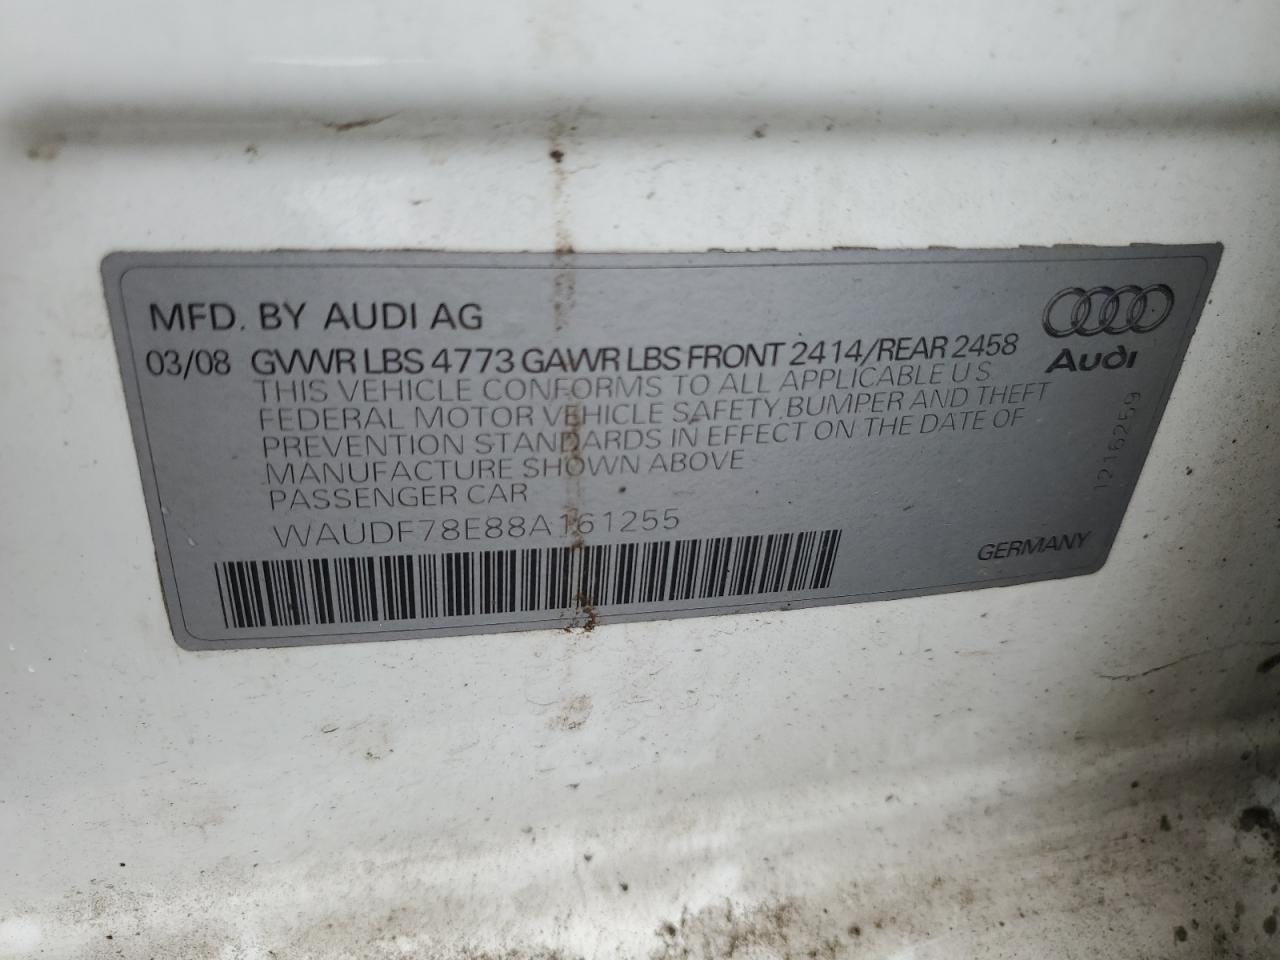 MFD. BY AUDI AG
03/08 GVWR LBS 4773 GAWR LBS FRONT 2414/REAR 2458
THIS VEHICLE CONFORMS TO ALL APPLICABLE U S
FEDERAL MOTOR VEHICLE SAFETY, BUMPER AND THEFT
PREVENTION STANDARDS IN EFFECT ON THE DATE OF
MANUFACTURE SHOWN ABOVE
PASSENGER CAR
WAUDF78E88A161255
Audi
1216259
GERMANY